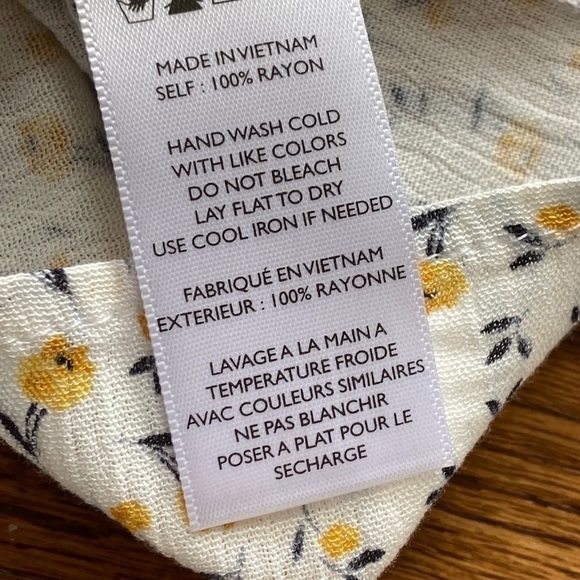 MADE IN VIETNAM
SELF : 100% RAYON
HAND WASH COLD
WITH LIKE COLORS
DO NOT BLEACH
LAY FLAT TO DRY
USE COOL IRON IF NEEDED
FABRIQUÉ EN VIETNAM
EXTERIEUR : 100% RAYONNE
LAVAGE A LA MAIN A
TEMPERATURE FROIDE
AVEC COULEURS SIMILAIRES
NE PAS BLANCHIR
POSER A PLAT POUR LE
SECHARGE